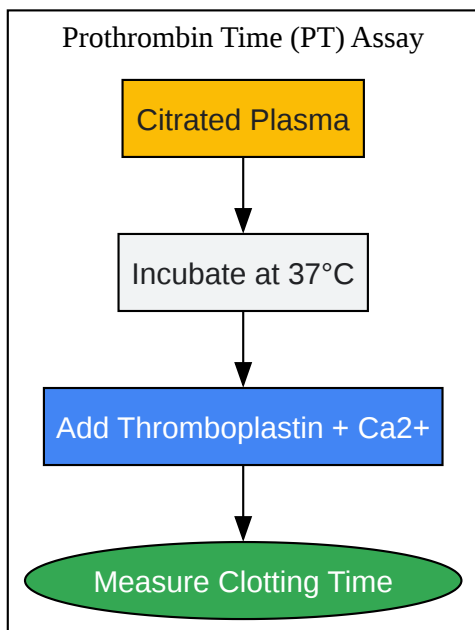 Prothrombin Time (PT) Assay
Citrated Plasma
Incubate at 37°C
Add Thromboplastin + Ca2+
Measure Clotting Time